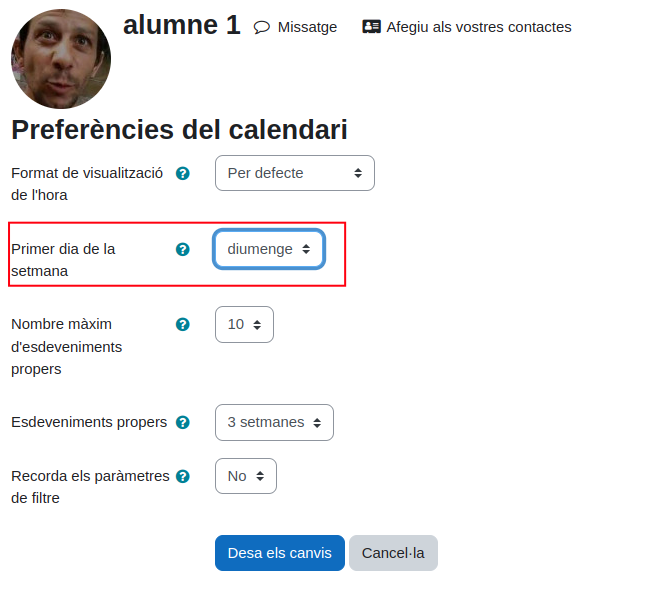 alumne 1 Missatge Afegiu als vostres contactes
Preferències del calendari
Format de visualització
de l'hora
Per defecte
Primer dia de la
setmana
diumenge
Nombre màxim
d'esdeveniments
propers
10
Esdeveniments propers
3 setmanes
Recorda els paràmetres
de filtre
No
Desa els canvis Cancel·la